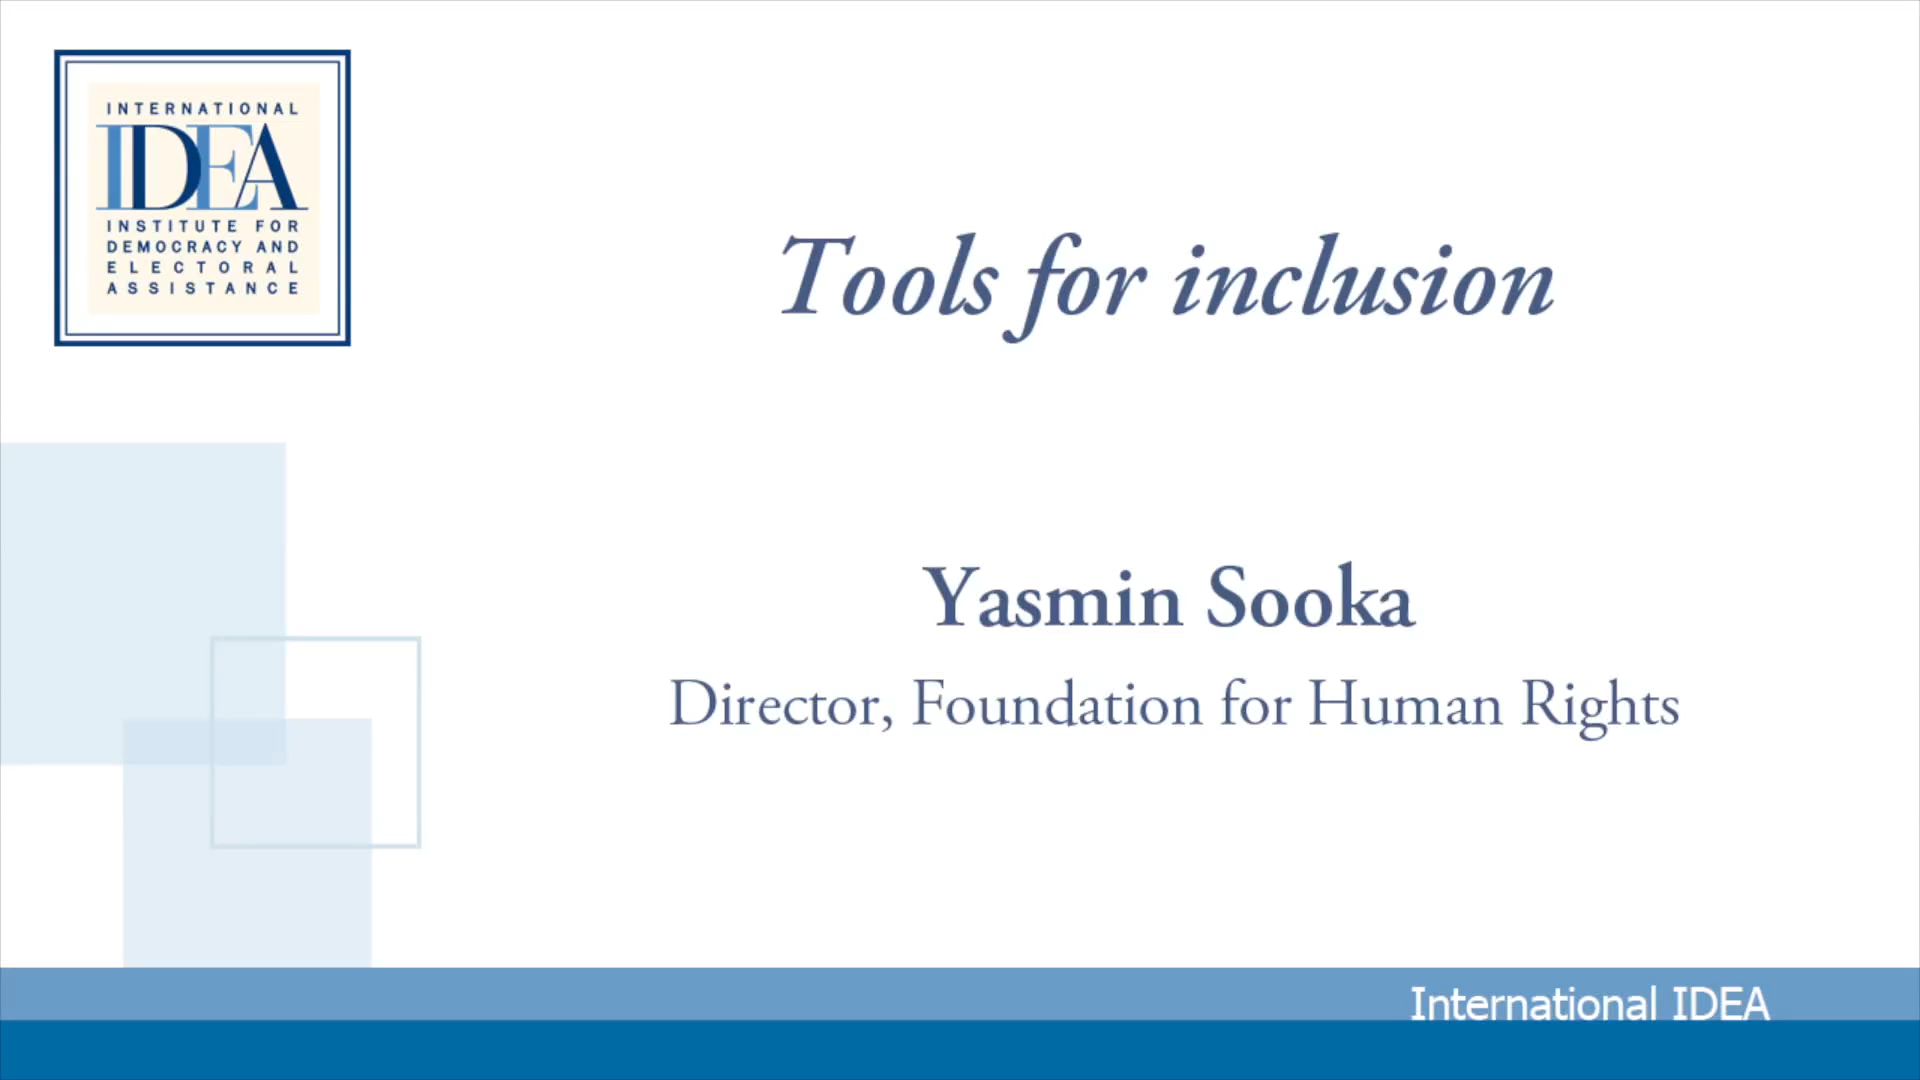 INTERNATIONAL
IDEA
INSTITUTE FOR
DEMOCRACY AND
ELECTORAL
ASSISTANCE
Tools for inclusion
Yasmin Sooka
Director, Foundation for Human Rights
International IDEA